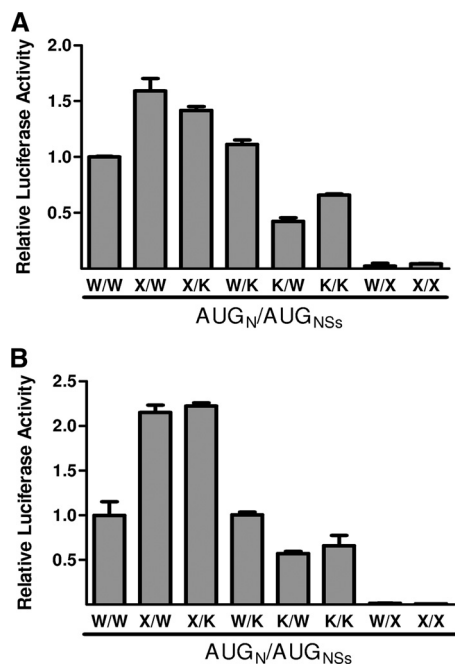 A
Relative Luciferase Activity
2.0
1.5
1.0
0.5
W/W X/W X/K W/K K/W K/K W/X X/X
AUGN/AUGNSs
B
Relative Luciferase Activity
2.5
2.0
1.5
1.0
0.5
W/W X/W X/K W/K K/W K/K W/X X/X
AUGN/AUGNSs